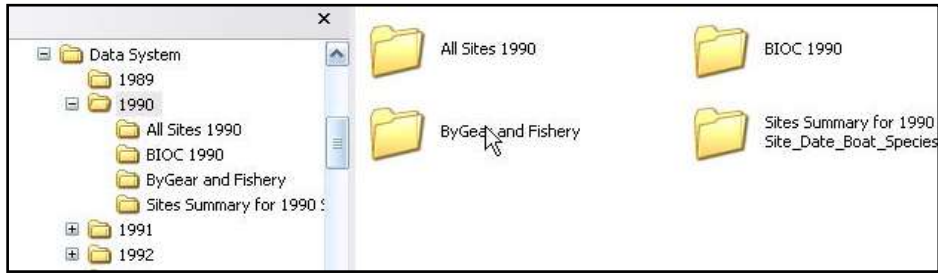 Data System
1989
1990
All Sites 1990
BIOC 1990
ByGear and Fishery
Sites Summary for 1990
1991
1992
All Sites 1990
BIOC 1990
ByGear and Fishery
Sites Summary for 1990
Site_Date_Boat_Species